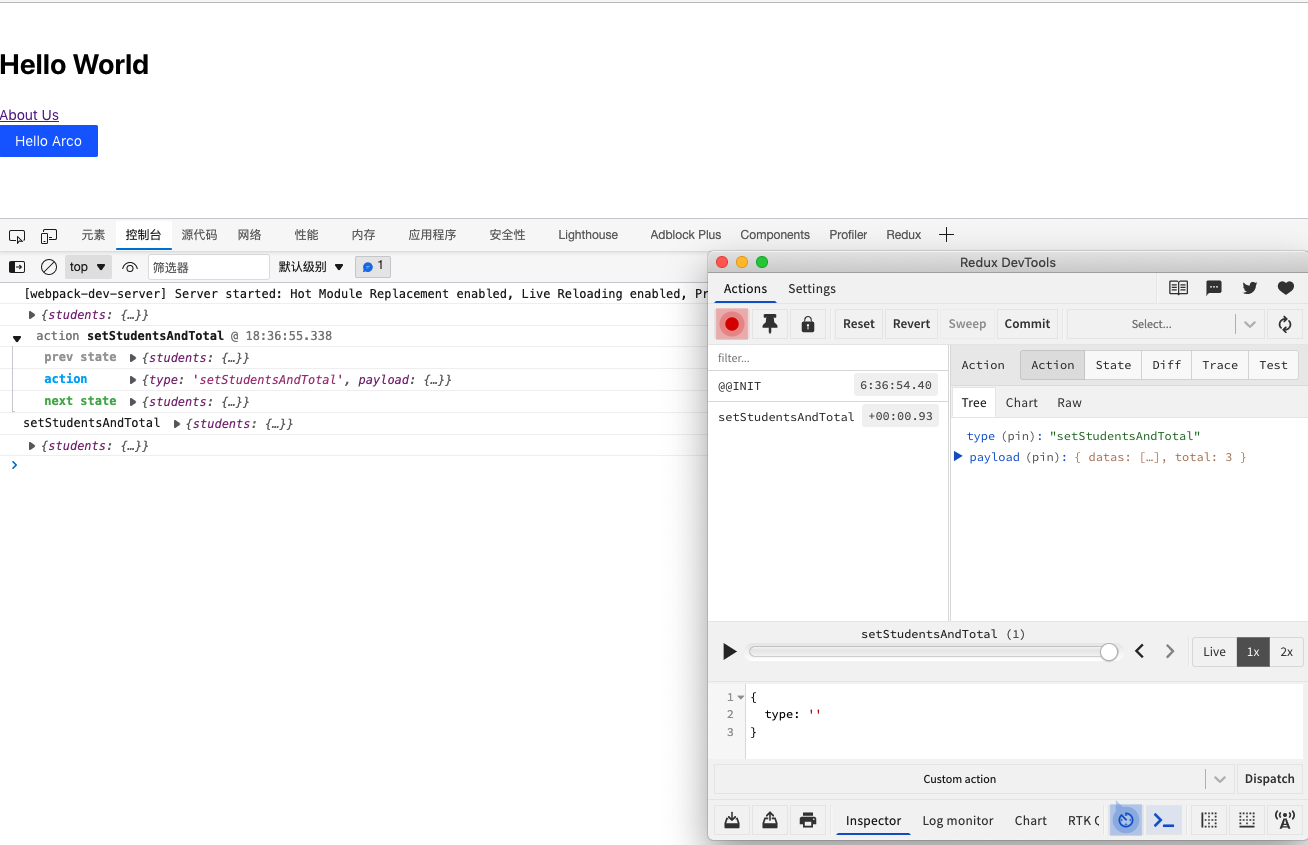 Hello World
About Us
Hello Arco
元素 控制台 源代码 网络 性能 内存 应用程序 安全性 Lighthouse Adblock Plus Components Profiler Redux
top 筛选器 默认级别 1
[webpack-dev-server] Server started: Hot Module Replacement enabled, Live Reloading enabled, Pr
{students: {…}}
action setStudentsAndTotal @ 18:36:55.338
prev state {students: {…}}
action {type: 'setStudentsAndTotal', payload: {…}}
next state {students: {…}}
setStudentsAndTotal {students: {…}}
{students: {…}}
Redux DevTools
Actions Settings
Reset Revert Sweep Commit Select...
filter...
@@INIT 6:36:54.40
setStudentsAndTotal +00:00.93
Action Action State Diff Trace Test
Tree Chart Raw
type (pin): "setStudentsAndTotal"
payload (pin): { datas: […], total: 3 }
setStudentsAndTotal (1)
Live 1x 2x
1 {
2 type: ''
3 }
Custom action Dispatch
Inspector Log monitor Chart RTK